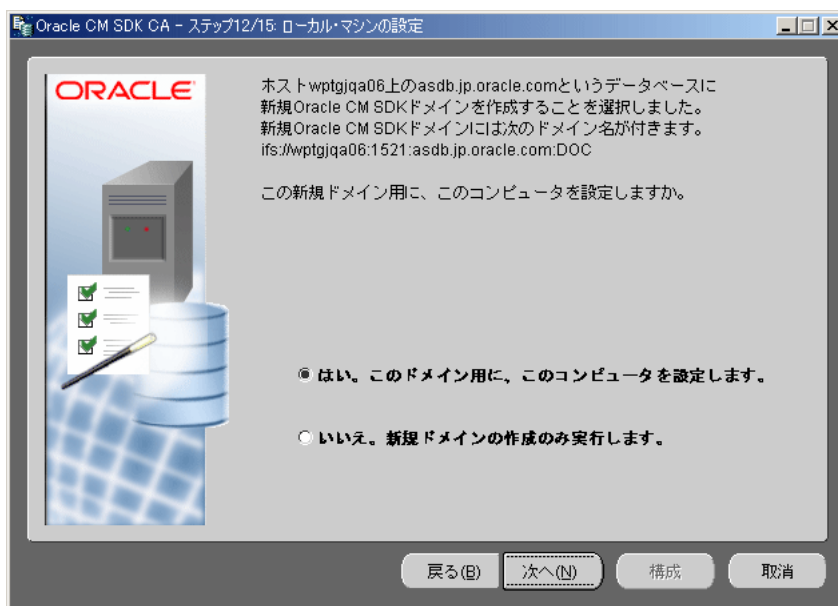 Oracle CM SDK CA - ステップ12/15: ローカル・マシンの設定
ORACLE
ホストwptgjqa06上のasdb.jp.oracle.comというデータベースに
新規Oracle CM SDKドメインを作成することを選択しました。
新規Oracle CM SDKドメインには次のドメイン名が付きます。
ifs://wptgjqa06:1521:asdb.jp.oracle.com:DOC
この新規ドメイン用に、このコンピュータを設定しますか。
はい。このドメイン用に、このコンピュータを設定します。
いいえ。新規ドメインの作成のみ実行します。
戻る(B)
次へ(N)
構成
取消